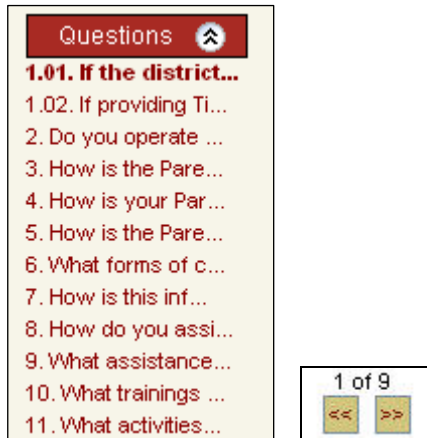 Questions
1.01. If the district...
1.02. If providing Ti...
2. Do you operate ...
3. How is the Pare...
4. How is your Par...
5. How is the Pare...
6. What forms of c...
7. How is this inf...
8. How do you assi...
9. What assistance...
10. What trainings ...
11. What activities...
1 of 9
<< >>